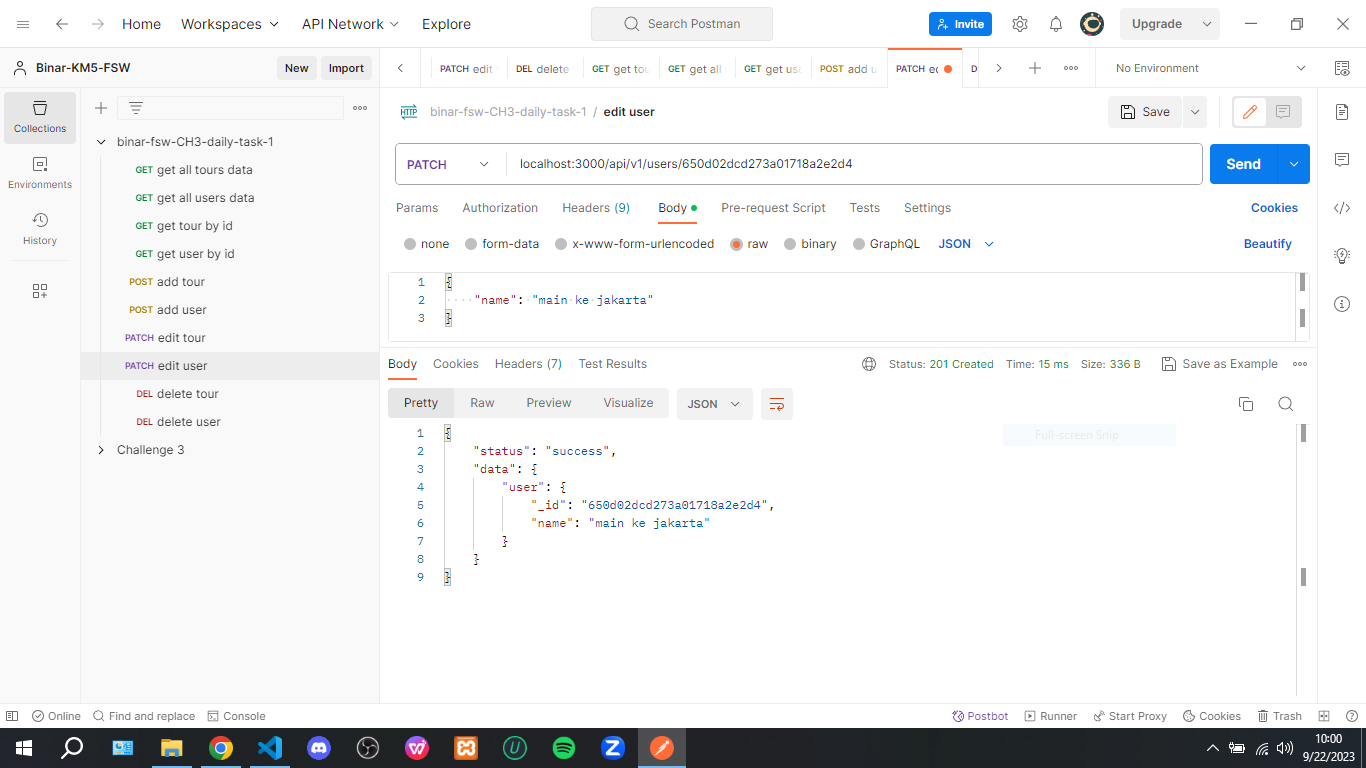 Home Workspaces API Network Explore Search Postman Invite Upgrade
Binar-KM5-FSW New Import
PATCH edit DEL delete GET get tou GET get all GET get use POST add u PATCH ec D No Environment
Collections
Environments
History
binar-fsw-CH3-daily-task-1
GET get all tours data
GET get all users data
GET get tour by id
GET get user by id
POST add tour
POST add user
PATCH edit tour
PATCH edit user
DEL delete tour
DEL delete user
Challenge 3
HTTP binar-fsw-CH3-daily-task-1 / edit user Save
PATCH localhost:3000/api/v1/users/650d02dcd273a01718a2e2d4 Send
Params Authorization Headers (9) Body Pre-request Script Tests Settings Cookies
none form-data x-www-form-urlencoded raw binary GraphQL JSON Beautify
1 {
2 "name": "main ke jakarta"
3 }
Body Cookies Headers (7) Test Results Status: 201 Created Time: 15 ms Size: 336 B Save as Example
Pretty Raw Preview Visualize JSON
Full-screen Snip
1 {
2 "status": "success",
3 "data": {
4 "user": {
5 "_id": "650d02dcd273a01718a2e2d4",
6 "name": "main ke jakarta"
7 }
8 }
9 }
Online Find and replace Console Postbot Runner Start Proxy Cookies Trash
10:00
9/22/2023